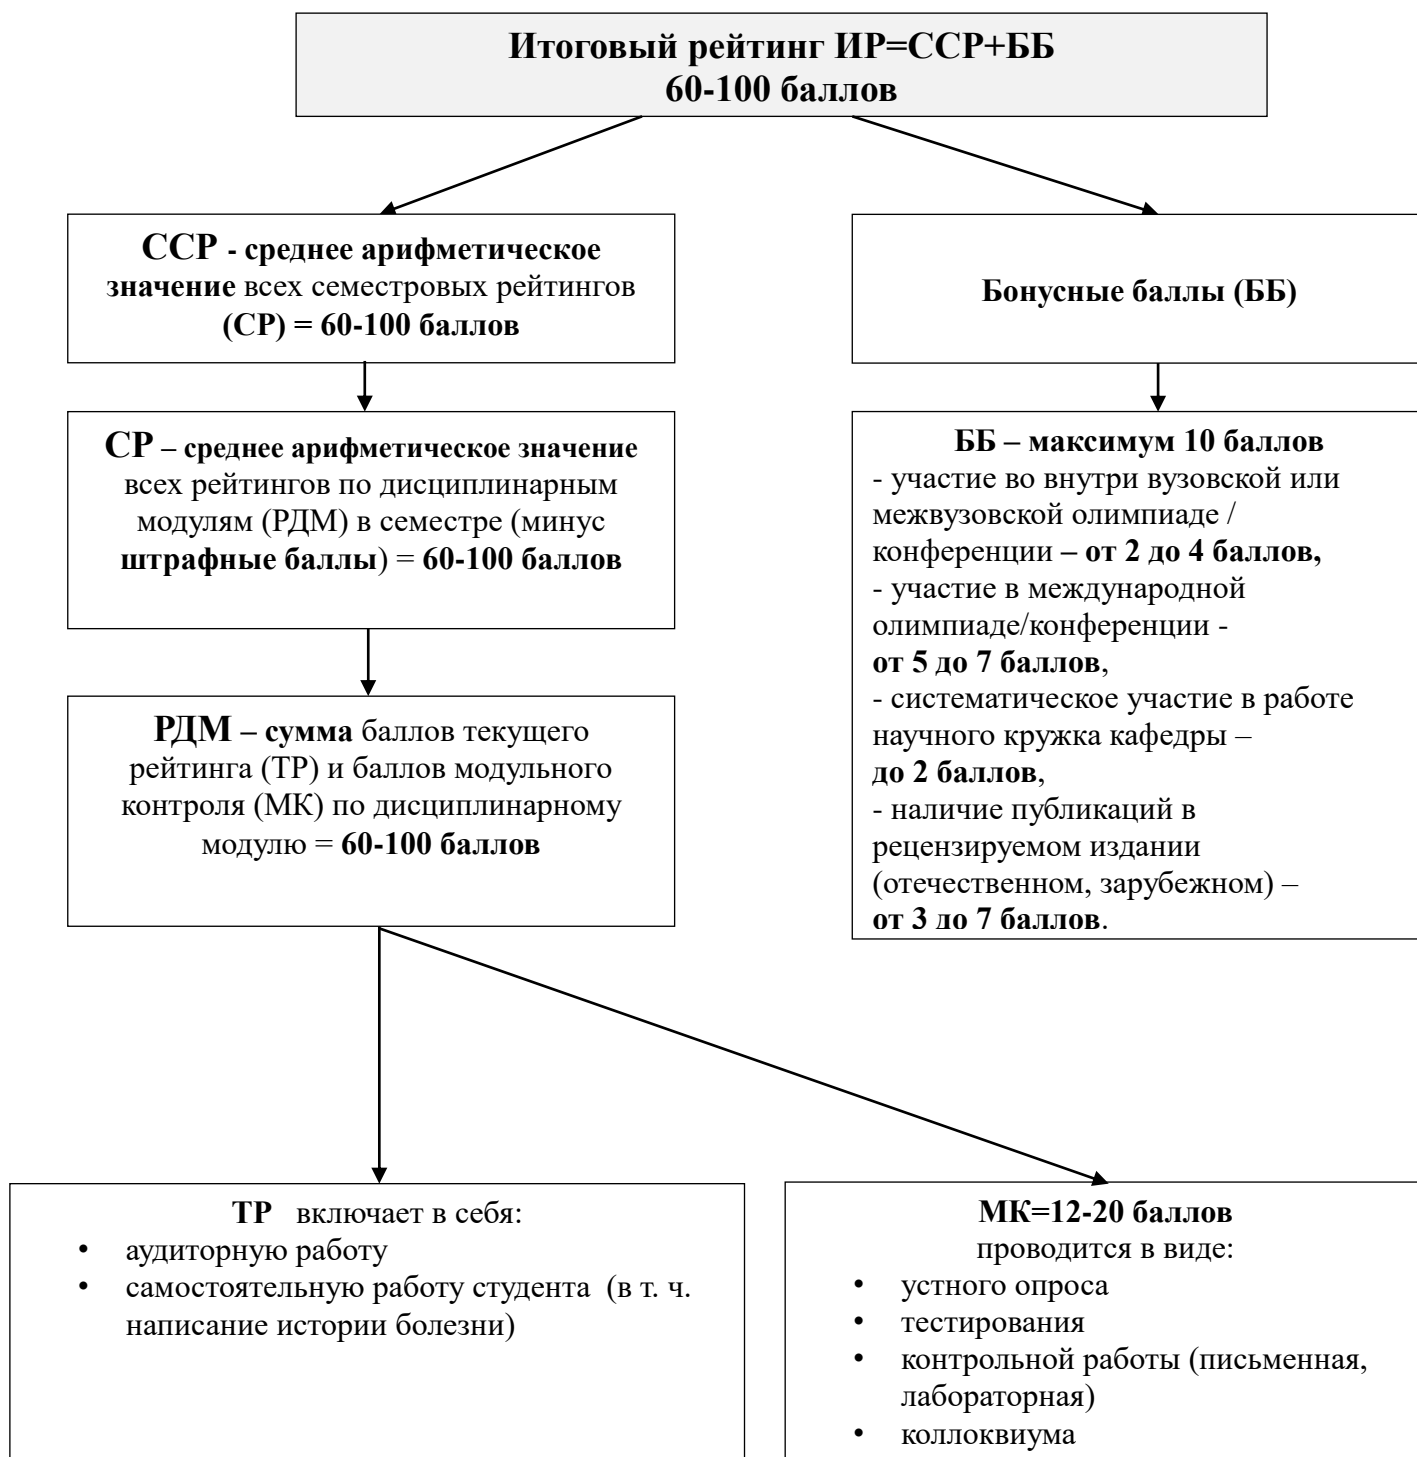 Итоговый рейтинг ИР=ССР+ББ
60-100 баллов
ССР - среднее арифметическое
значение всех семестровых рейтингов
(СР) = 60-100 баллов
Бонусные баллы (ББ)
СР – среднее арифметическое значение
всех рейтингов по дисциплинарным
модулям (РДМ) в семестре (минус
штрафные баллы) = 60-100 баллов
ББ – максимум 10 баллов
- участие во внутри вузовской или
межвузовской олимпиаде /
конференции – от 2 до 4 баллов,
- участие в международной
олимпиаде/конференции -
от 5 до 7 баллов,
- систематическое участие в работе
научного кружка кафедры –
до 2 баллов,
- наличие публикаций в
рецензируемом издании
(отечественном, зарубежном) –
от 3 до 7 баллов.
РДМ – сумма баллов текущего
рейтинга (ТР) и баллов модульного
контроля (МК) по дисциплинарному
модулю = 60-100 баллов
ТР включает в себя:
• аудиторную работу
• самостоятельную работу студента (в т. ч.
написание истории болезни)
МК=12-20 баллов
проводится в виде:
• устного опроса
• тестирования
• контрольной работы (письменная,
лабораторная)
• коллоквиума